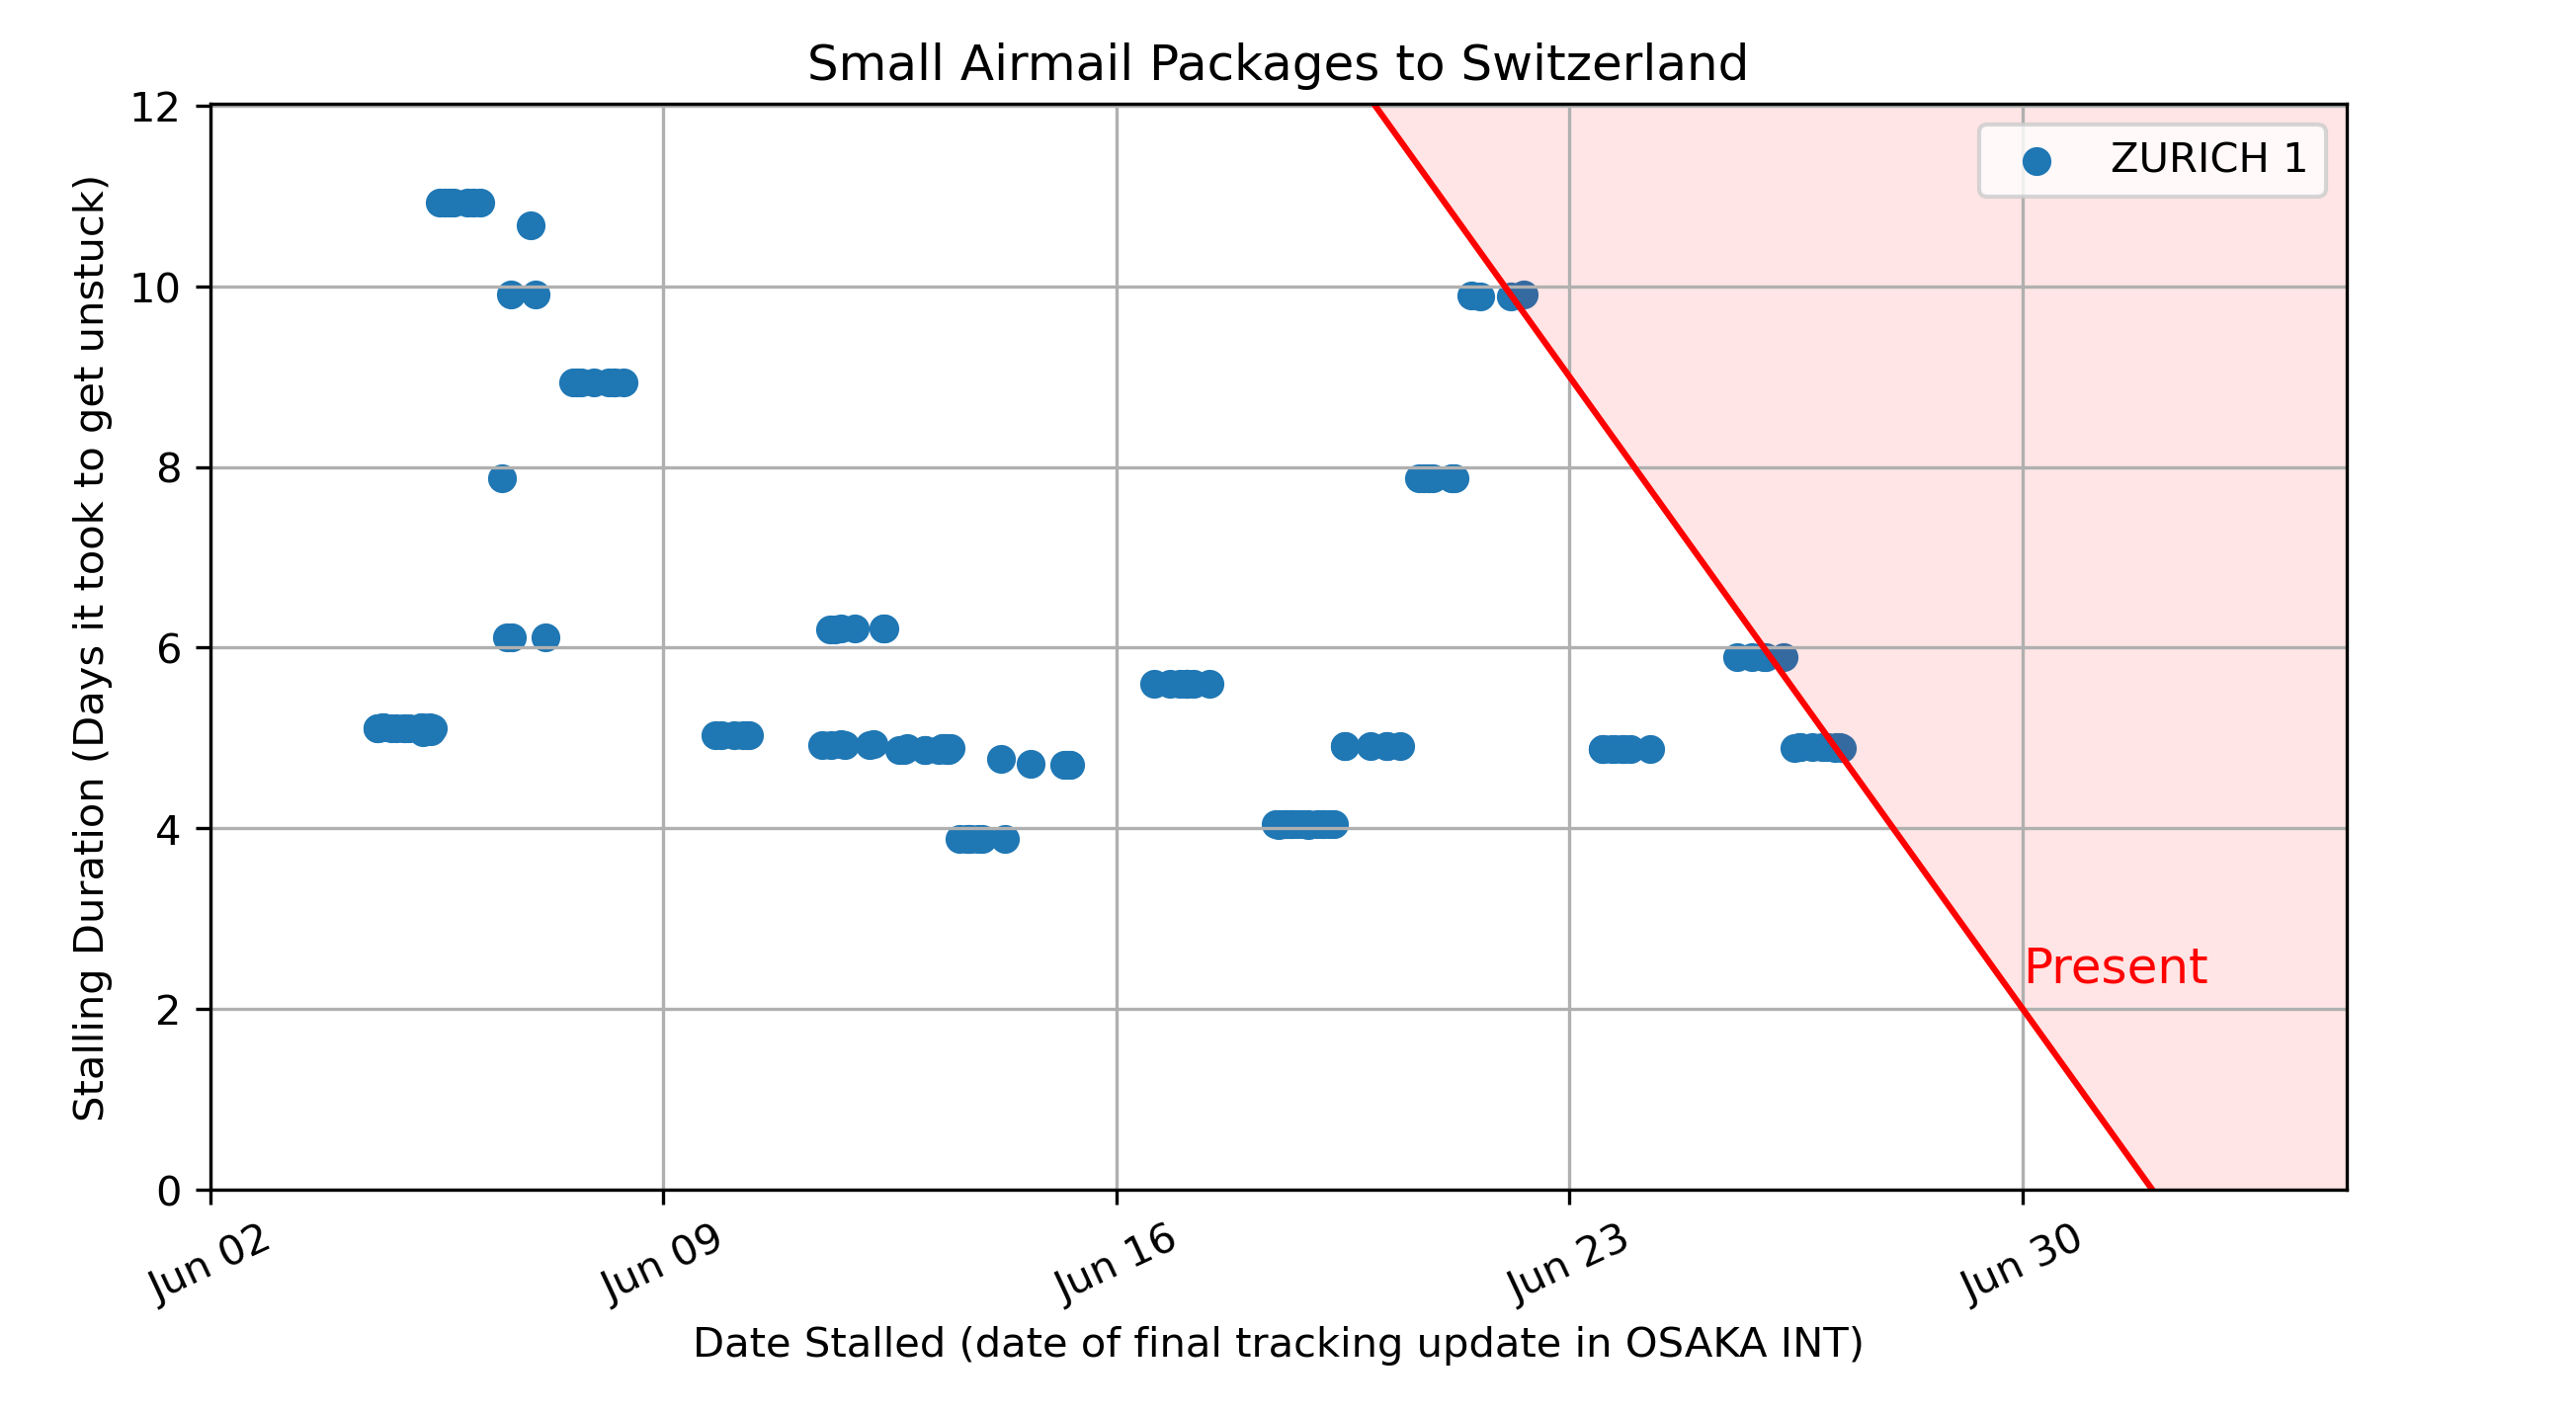 Small Airmail Packages to Switzerland
Stalling Duration (Days it took to get unstuck)
12
10
8
6
4
2
0
ZURICH 1
Present
Jun 02
Jun 09
Jun 16
Jun 23
Jun 30
Date Stalled (date of final tracking update in OSAKA INT)